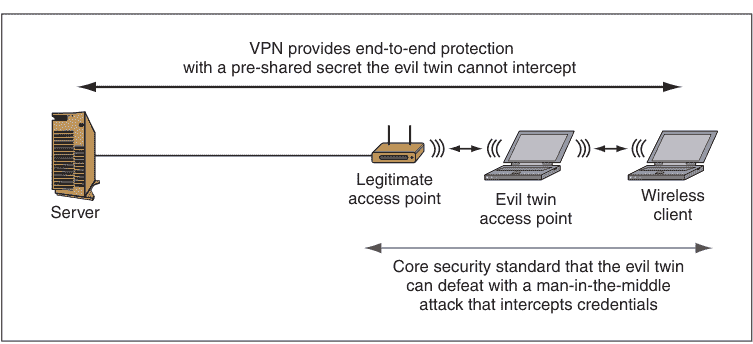 VPN provides end-to-end protection
with a pre-shared secret the evil twin cannot intercept
Server
Legitimate
access point
Evil twin
access point
Wireless
client
Core security standard that the evil twin
can defeat with a man-in-the-middle
attack that intercepts credentials